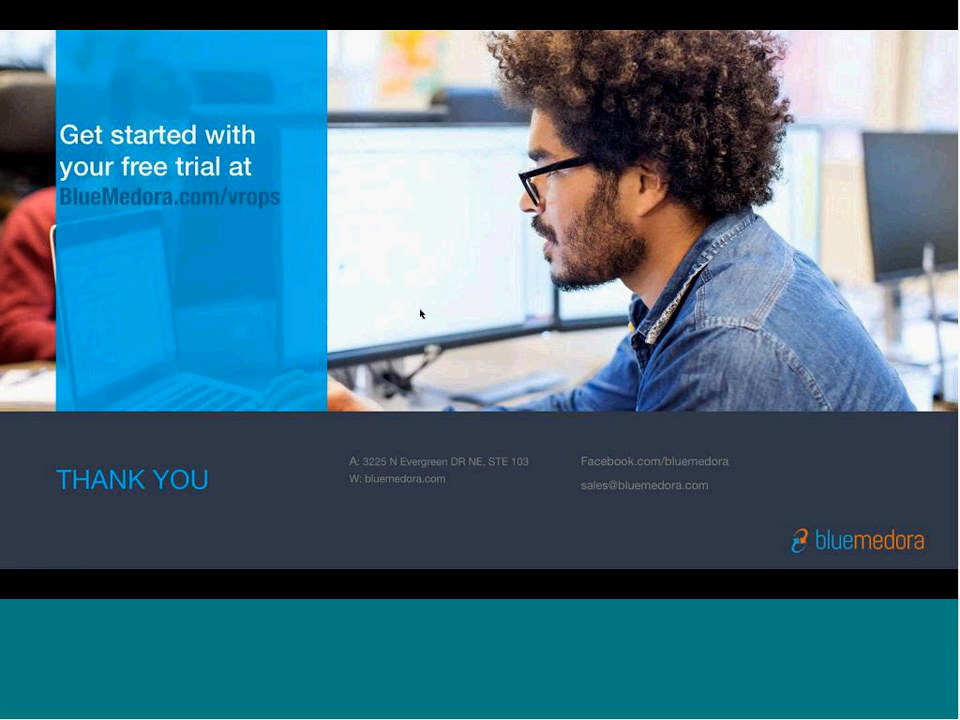 Get started with
your free trial at
BlueMedora.com/vrops
THANK YOU
A: 3225 N Evergreen DR NE, STE 103
W: bluemedora.com
Facebook.com/bluemedora
sales@bluemedora.com
bluemedora